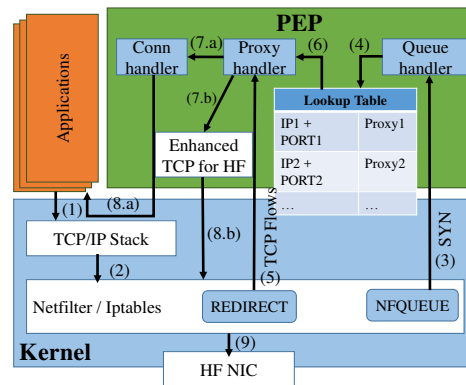 PEP
(7.a)
(6)
(4)
Conn
handler
Proxy
handler
Queue
handler
Applications
(7.b)
Lookup Table
IP1 +
PORT1
Proxy1
IP2 +
PORT2
Proxy2
...
...
Enhanced
TCP for HF
(1)
(8.a)
TCP/IP Stack
(8.b)
TCP Flows
SYN
(2)
(5)
(3)
Netfilter / Iptables
REDIRECT
NFQUEUE
Kernel
(9)
HF NIC